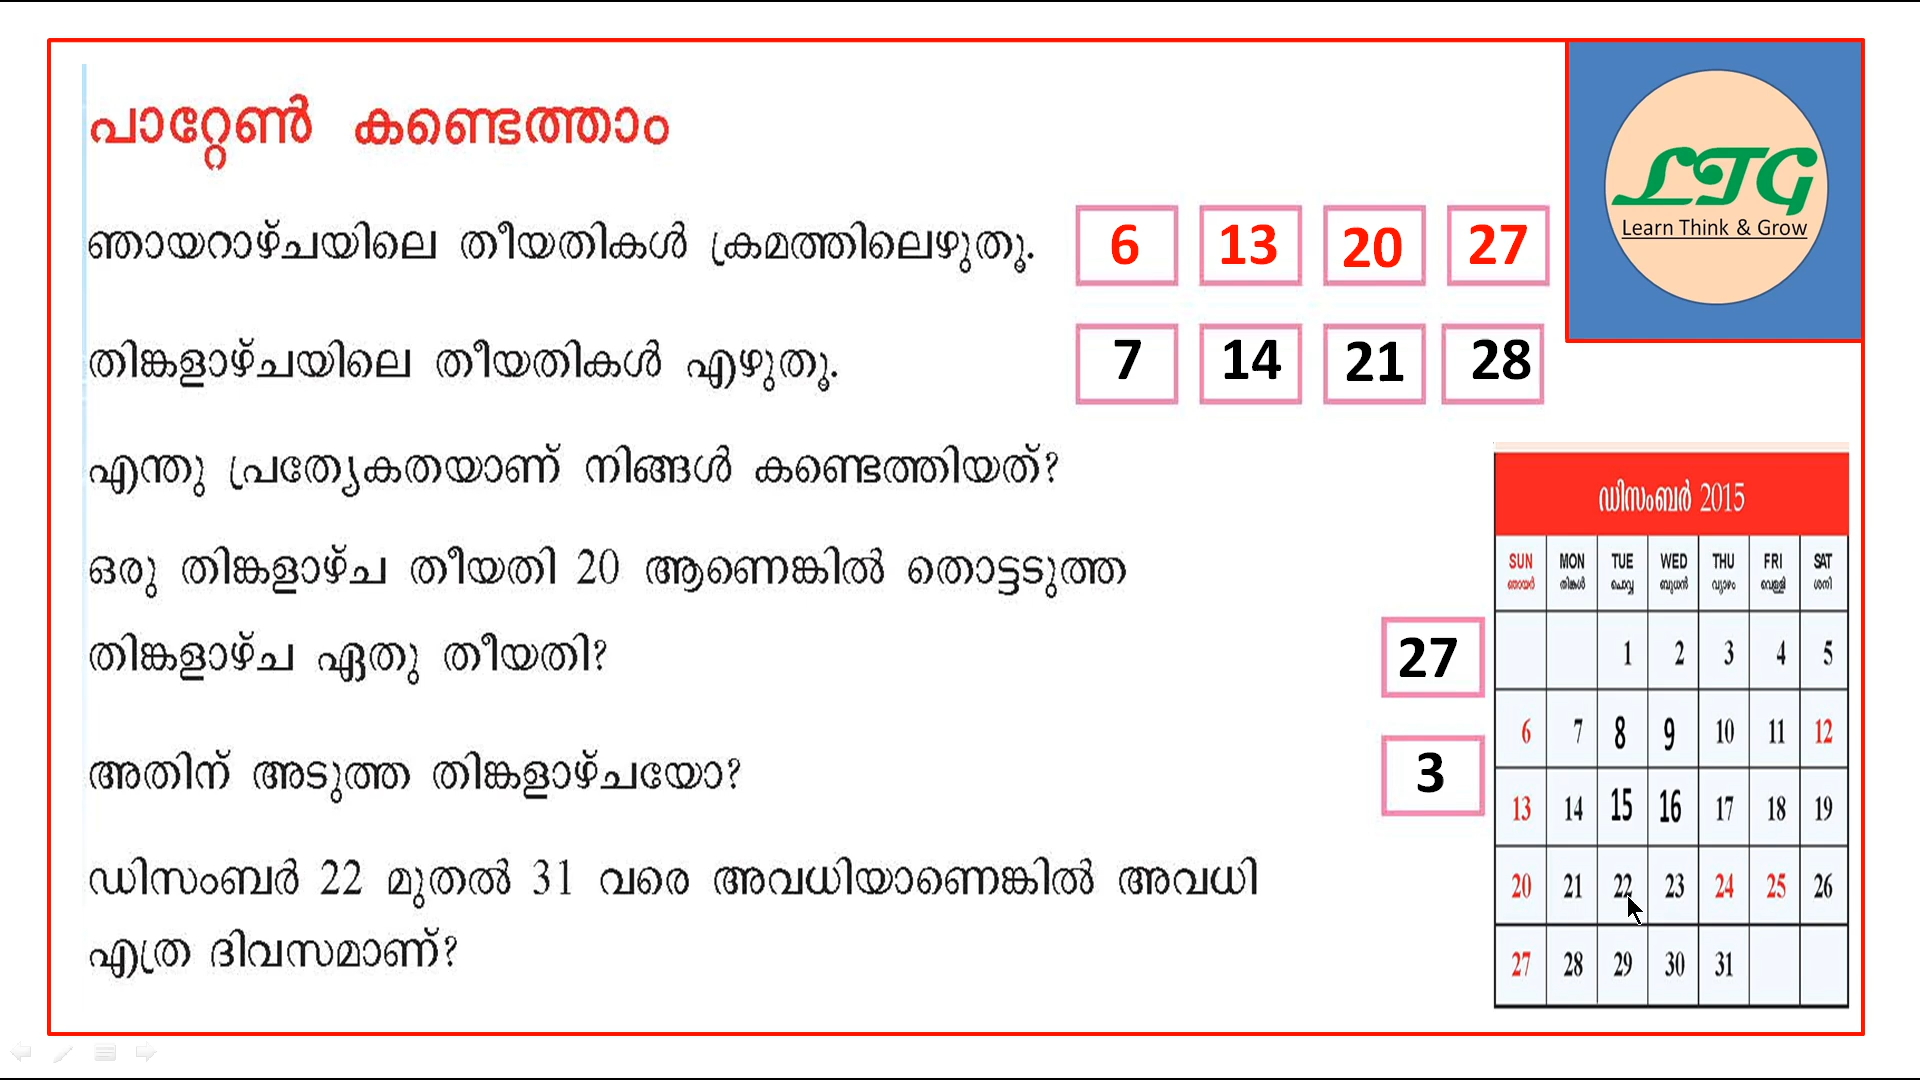 പാറ്റേൺ കണ്ടെത്താം
ഞായറാഴ്ചയിലെ തീയതികൾ ക്രമത്തിലെഴുതൂ. 6 13 20 27
തിങ്കളാഴ്ചയിലെ തീയതികൾ എഴുതൂ. 7 14 21 28
എന്തു പ്രത്യേകതയാണ് നിങ്ങൾ കണ്ടെത്തിയത്?
ഒരു തിങ്കളാഴ്ച തീയതി 20 ആണെങ്കിൽ തൊട്ടടുത്ത
തിങ്കളാഴ്ച ഏതു തീയതി? 27
അതിന് അടുത്ത തിങ്കളാഴ്ചയോ? 3
ഡിസംബർ 22 മുതൽ 31 വരെ അവധിയാണെങ്കിൽ അവധി
എത്ര ദിവസമാണ്?
LTG
Learn Think & Grow
ഡിസംബർ 2015
SUN MON TUE WED THU FRI SAT
ഞായർ തിങ്കൾ ചൊവ്വ ബുധൻ വ്യാഴം വെള്ളി ശനി
1 2 3 4 5
6 7 8 9 10 11 12
13 14 15 16 17 18 19
20 21 22 23 24 25 26
27 28 29 30 31